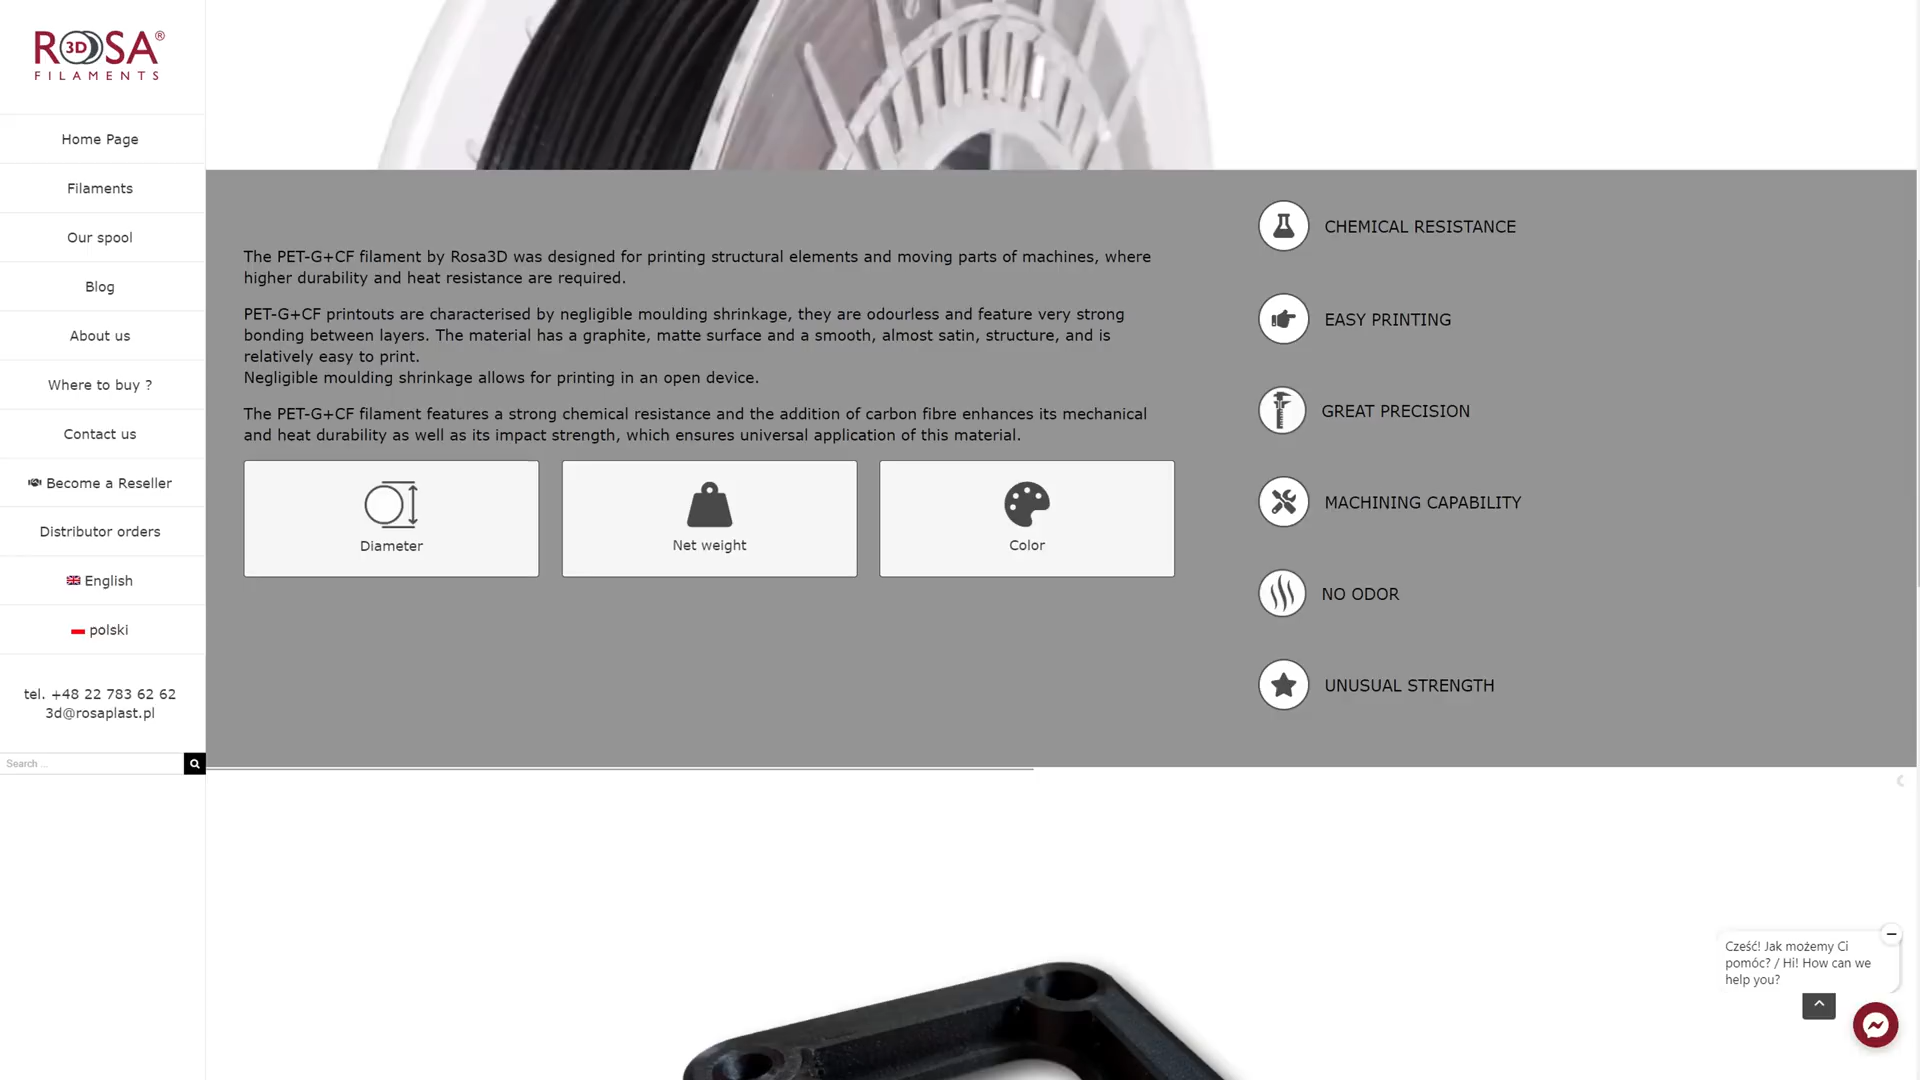 ROSA®
3D
FILAMENTS
Home Page
Filaments
Our spool
Blog
About us
Where to buy ?
Contact us
Become a Reseller
Distributor orders
English
polski
tel. +48 22 783 62 62
3d@rosaplast.pl
Search ...
The PET-G+CF filament by Rosa3D was designed for printing structural elements and moving parts of machines, where
higher durability and heat resistance are required.
PET-G+CF printouts are characterised by negligible moulding shrinkage, they are odourless and feature very strong
bonding between layers. The material has a graphite, matte surface and a smooth, almost satin, structure, and is
relatively easy to print.
Negligible moulding shrinkage allows for printing in an open device.
The PET-G+CF filament features a strong chemical resistance and the addition of carbon fibre enhances its mechanical
and heat durability as well as its impact strength, which ensures universal application of this material.
Diameter
Net weight
Color
CHEMICAL RESISTANCE
EASY PRINTING
GREAT PRECISION
MACHINING CAPABILITY
NO ODOR
UNUSUAL STRENGTH
Cześć! Jak możemy Ci
pomóc? / Hi! How can we
help you?